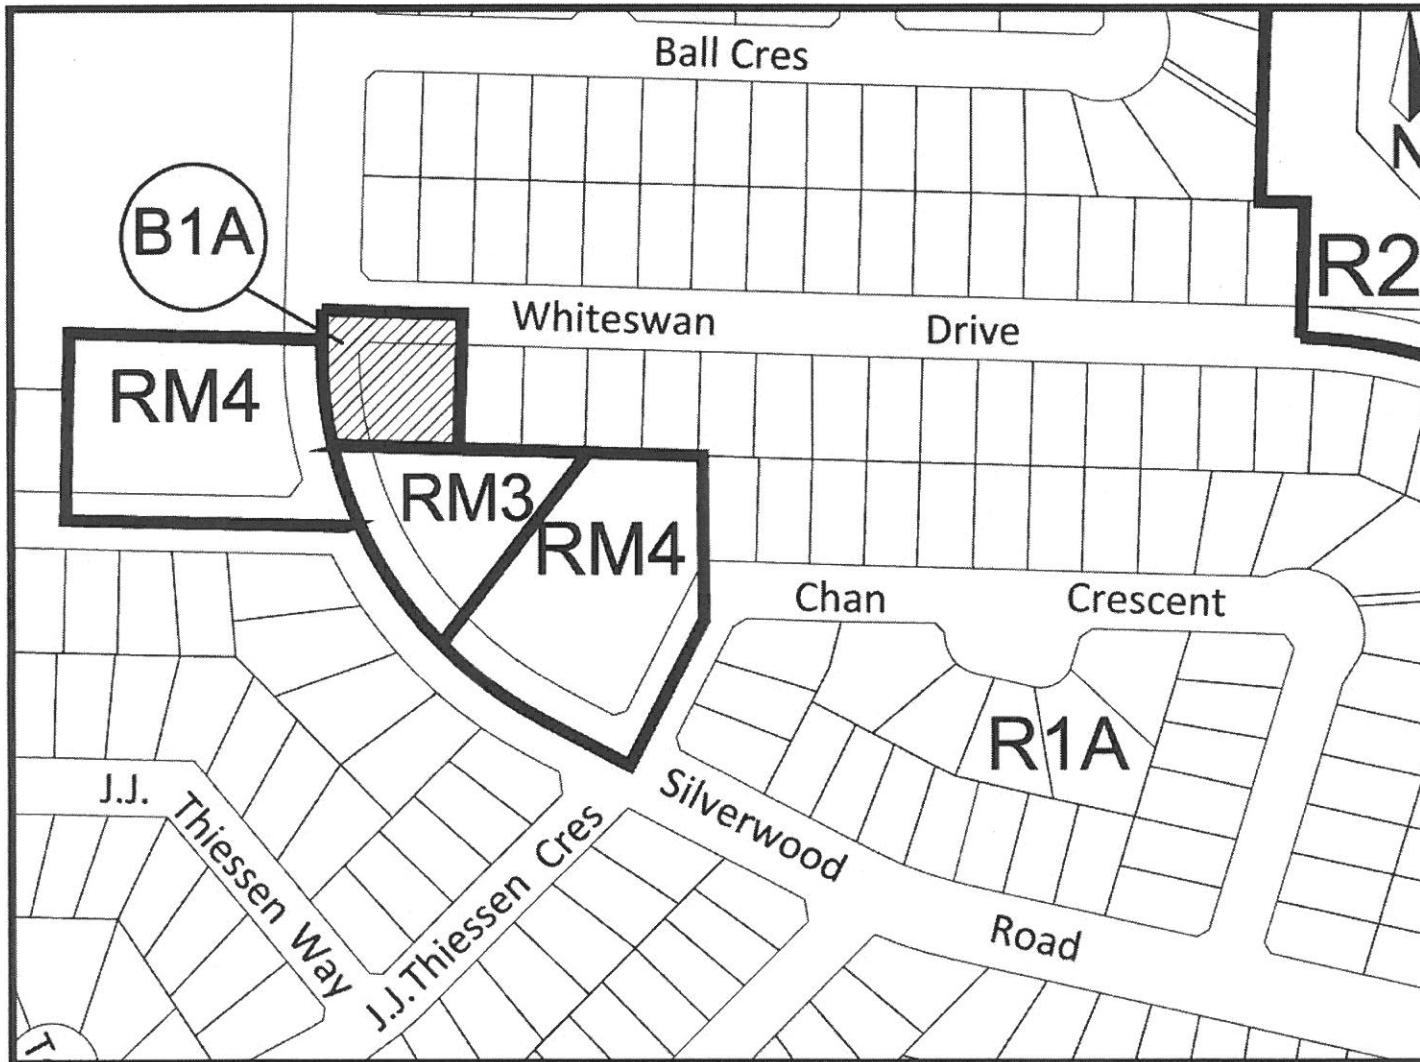 Ball Cres
N
B1A
R2
Whiteswan Drive
RM4
RM3
RM4
Chan Crescent
R1A
J.J. Thiessen Way
Silverwood Road
J.J. Thiessen Cres